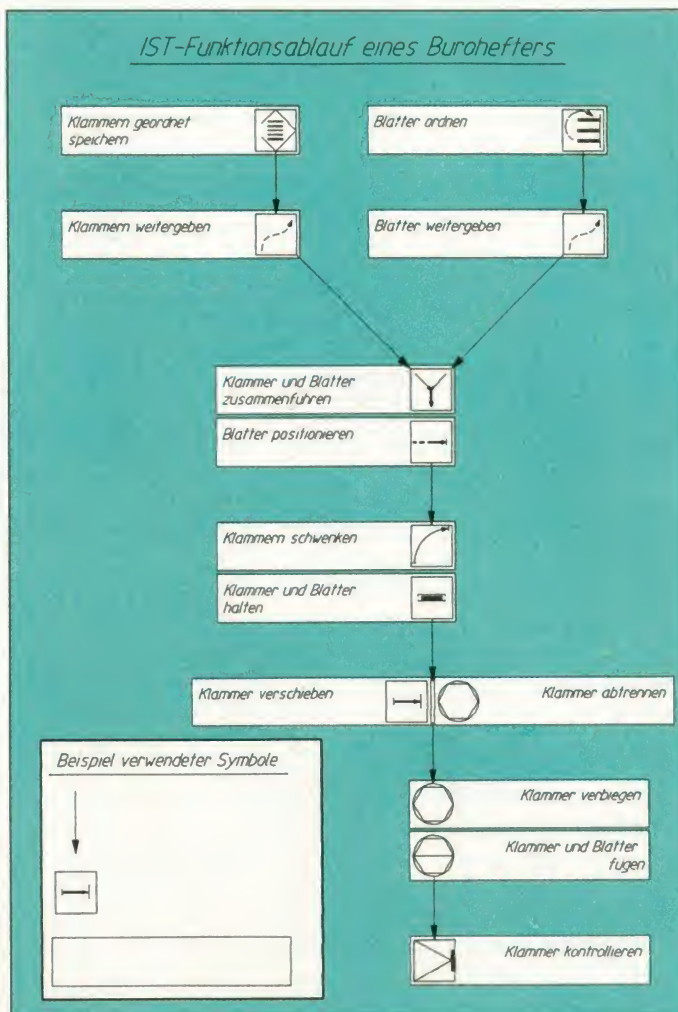 IST-Funktionsablauf eines Burohefters
Klammern geordnet
speichern
Blatter ordnen
Klammern weitergeben
Blatter weitergeben
Klammer und Blatter
zusammenfuhren
Blatter positionieren
Klammern schwenken
Klammer und Blatter
halten
Klammer verschieben
Klammer abtrennen
Beispiel verwendeter Symbole
Klammer verbiegen
Klammer und Blatter
fugen
Klammer kontrollieren